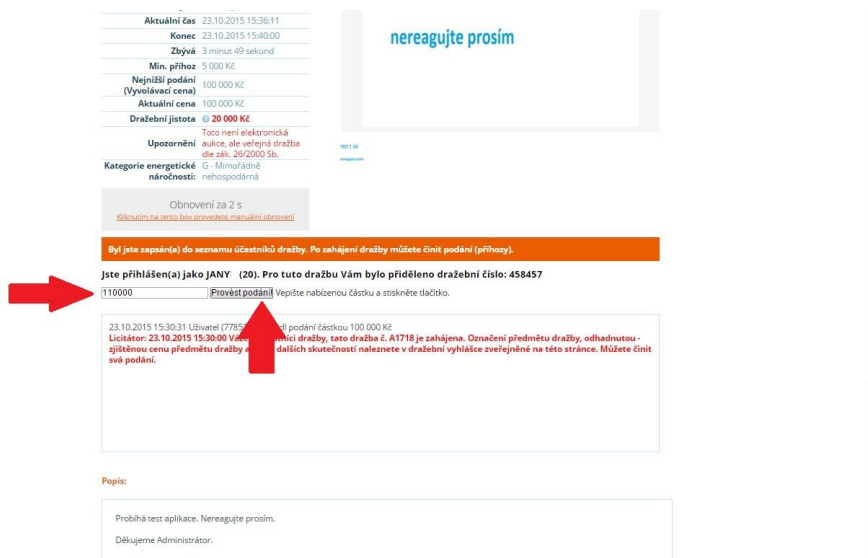 Aktuální čas 23.10.2015 15:36:11
Konec 23.10.2015 15:40:00
Zbývá 3 minut 49 sekund
Min. příhoz 5 000 Kč
Nejnižší podání
(Vyvolávací cena) 100 000 Kč
Aktuální cena 100 000 Kč
Dražební jistota 20 000 Kč
Upozornění Toto není elektronická
aukce, ale veřejná dražba
dle zák. 26/2000 Sb.
Kategorie energetické G - Mimořádně
náročnosti: nehospodárná
nereagujte prosím
Obnovení za 2 s
Kliknutím na tento box provedete manuální obnovení
Byl jste zapsán(a) do seznamu účastníků dražby. Po zahájení dražby můžete činit podání (příhozy).
Jste přihlášen(a) jako JANY (20). Pro tuto dražbu Vám bylo přiděleno dražební číslo: 458457
110000 Provést podání! Vepište nabízenou částku a stiskněte tlačítko.
23.10.2015 15:30:31 Uživatel podání částkou 100 000 Kč
Licitátor: 23.10.2015 15:30:00 dražby, tato dražba č. A1718 je zahájena. Označení předmětu dražby, odhadnutou -
zjištěnou cenu předmětu dražby dalších skutečností naleznete v dražební vyhlášce zveřejněné na této stránce. Můžete činit
svá podání.
Popis:
Probíhá test aplikace. Nereagujte prosím.
Děkujeme Administrátor.